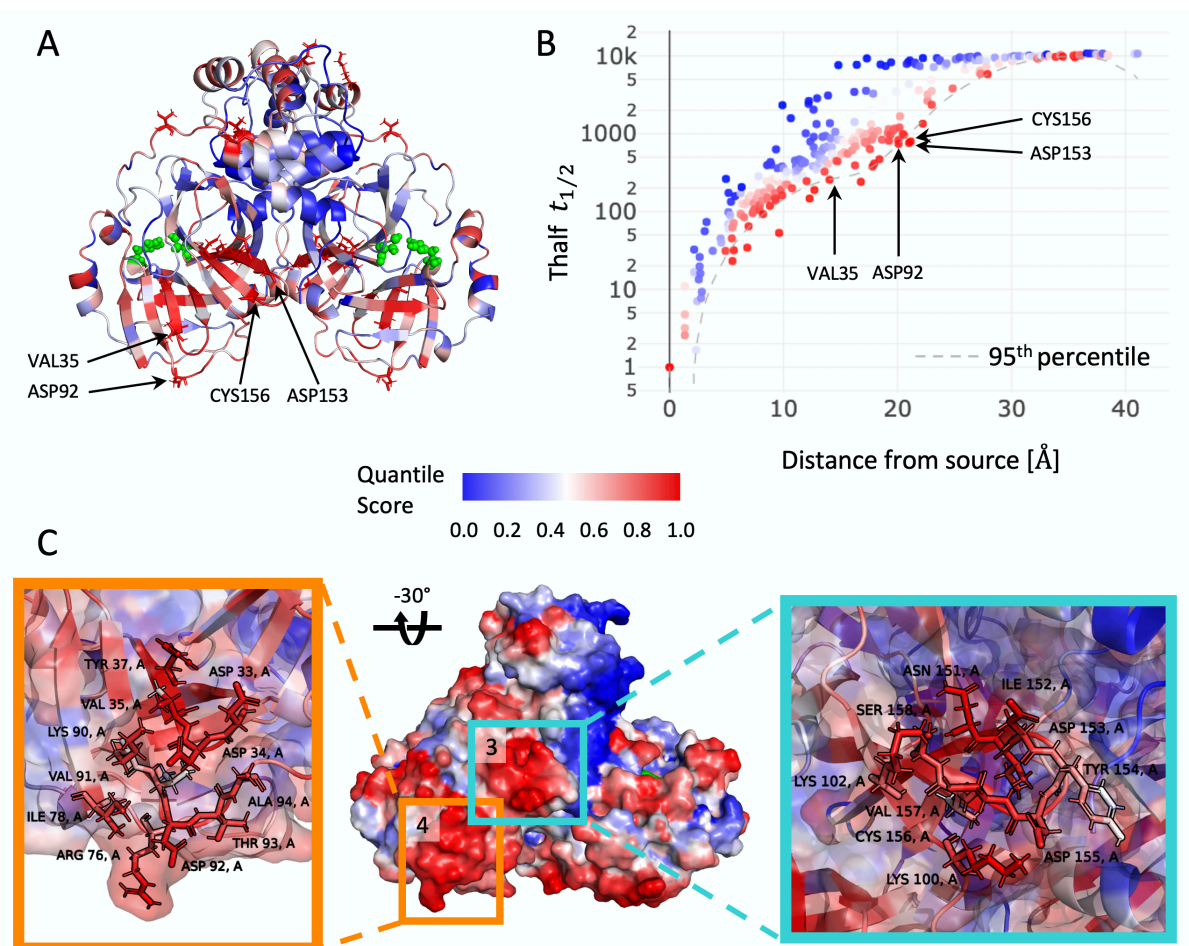 A
VAL35
ASP92
CYS156
ASP153
B
Thalf t1/2
2
10k
5
2
1000
5
2
100
5
2
10
5
2
1
5
0
10
20
30
40
CYS156
ASP153
VAL35
ASP92
95th percentile
Distance from source [Å]
Quantile
Score
0.0 0.2 0.4 0.6 0.8 1.0
C
TYR 37, A
ASP 33, A
VAL 35, A
LYS 90, A
ASP 34, A
VAL 91, A
ALA 94, A
ILE 78, A
THR 93, A
ARG 76, A
ASP 92, A
-30°
3
4
ASN 151, A
ILE 152, A
SER 158, A
ASP 153, A
TYR 154, A
LYS 102, A
VAL 157, A
CYS 156, A
ASP 155, A
LYS 100, A